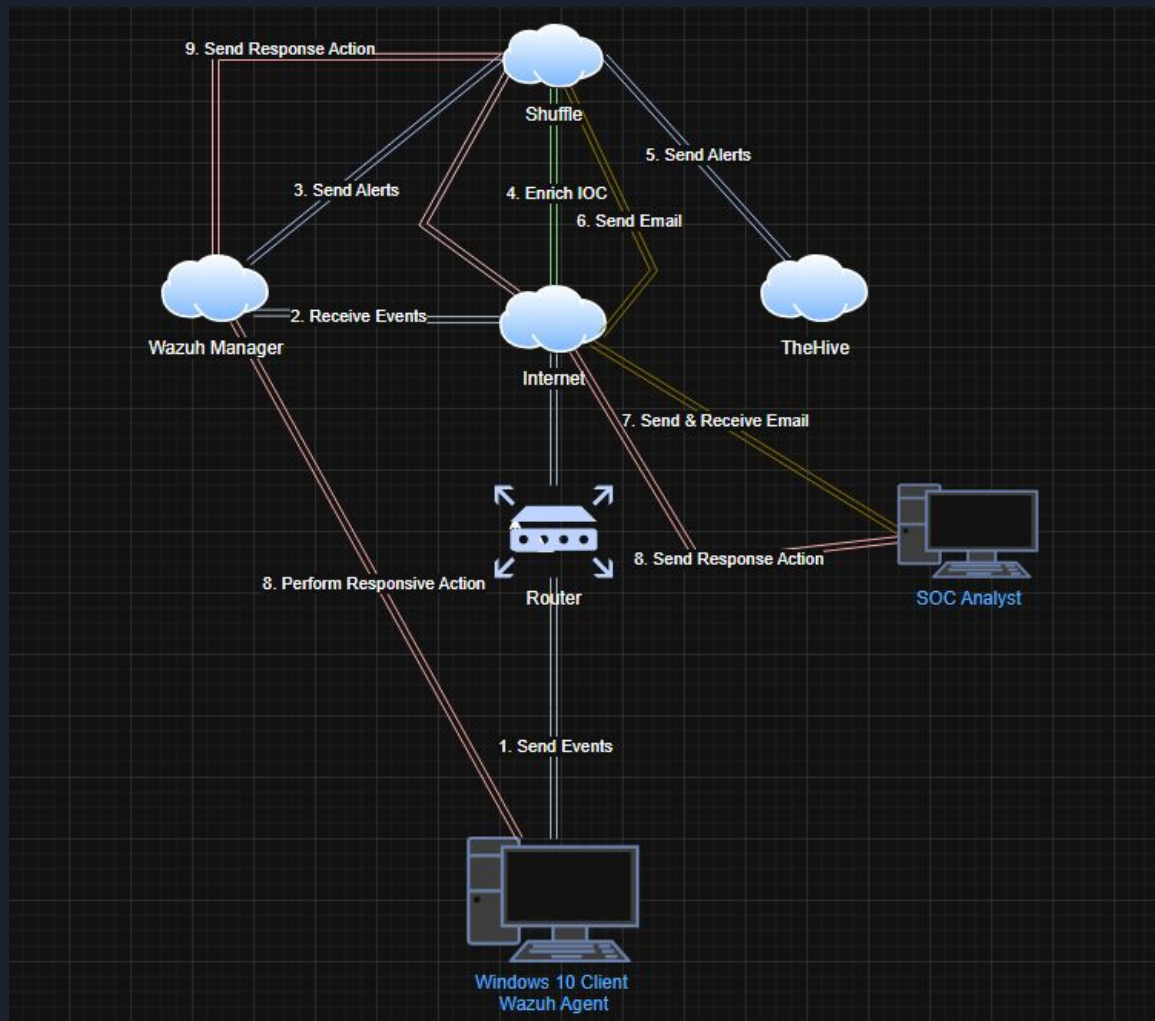 9. Send Response Action
Shuffle
5. Send Alerts
3. Send Alerts
4. Enrich IOC
6. Send Email
2. Receive Events
Wazuh Manager
TheHive
Internet
7. Send & Receive Email
8. Send Response Action
8. Perform Responsive Action
Router
SOC Analyst
1. Send Events
Windows 10 Client
Wazuh Agent